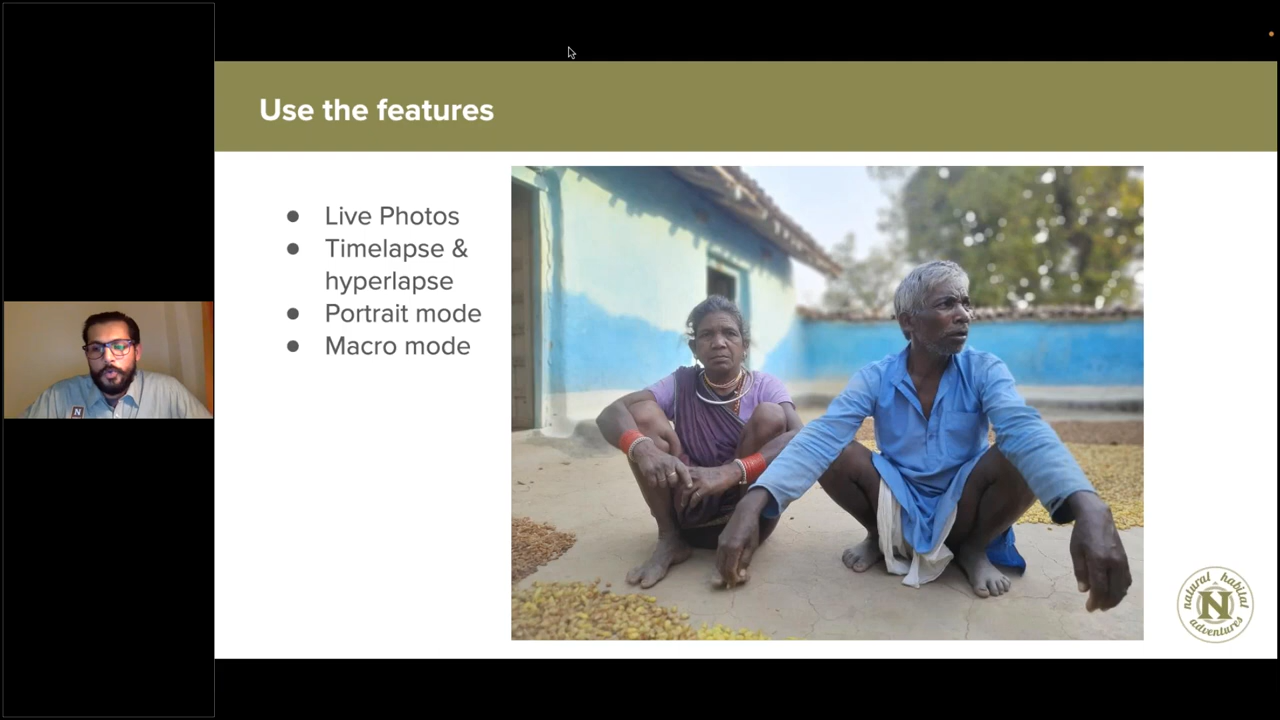 Use the features
● Live Photos
● Timelapse &
hyperlapse
● Portrait mode
● Macro mode
N
natural habitat
N
adventures